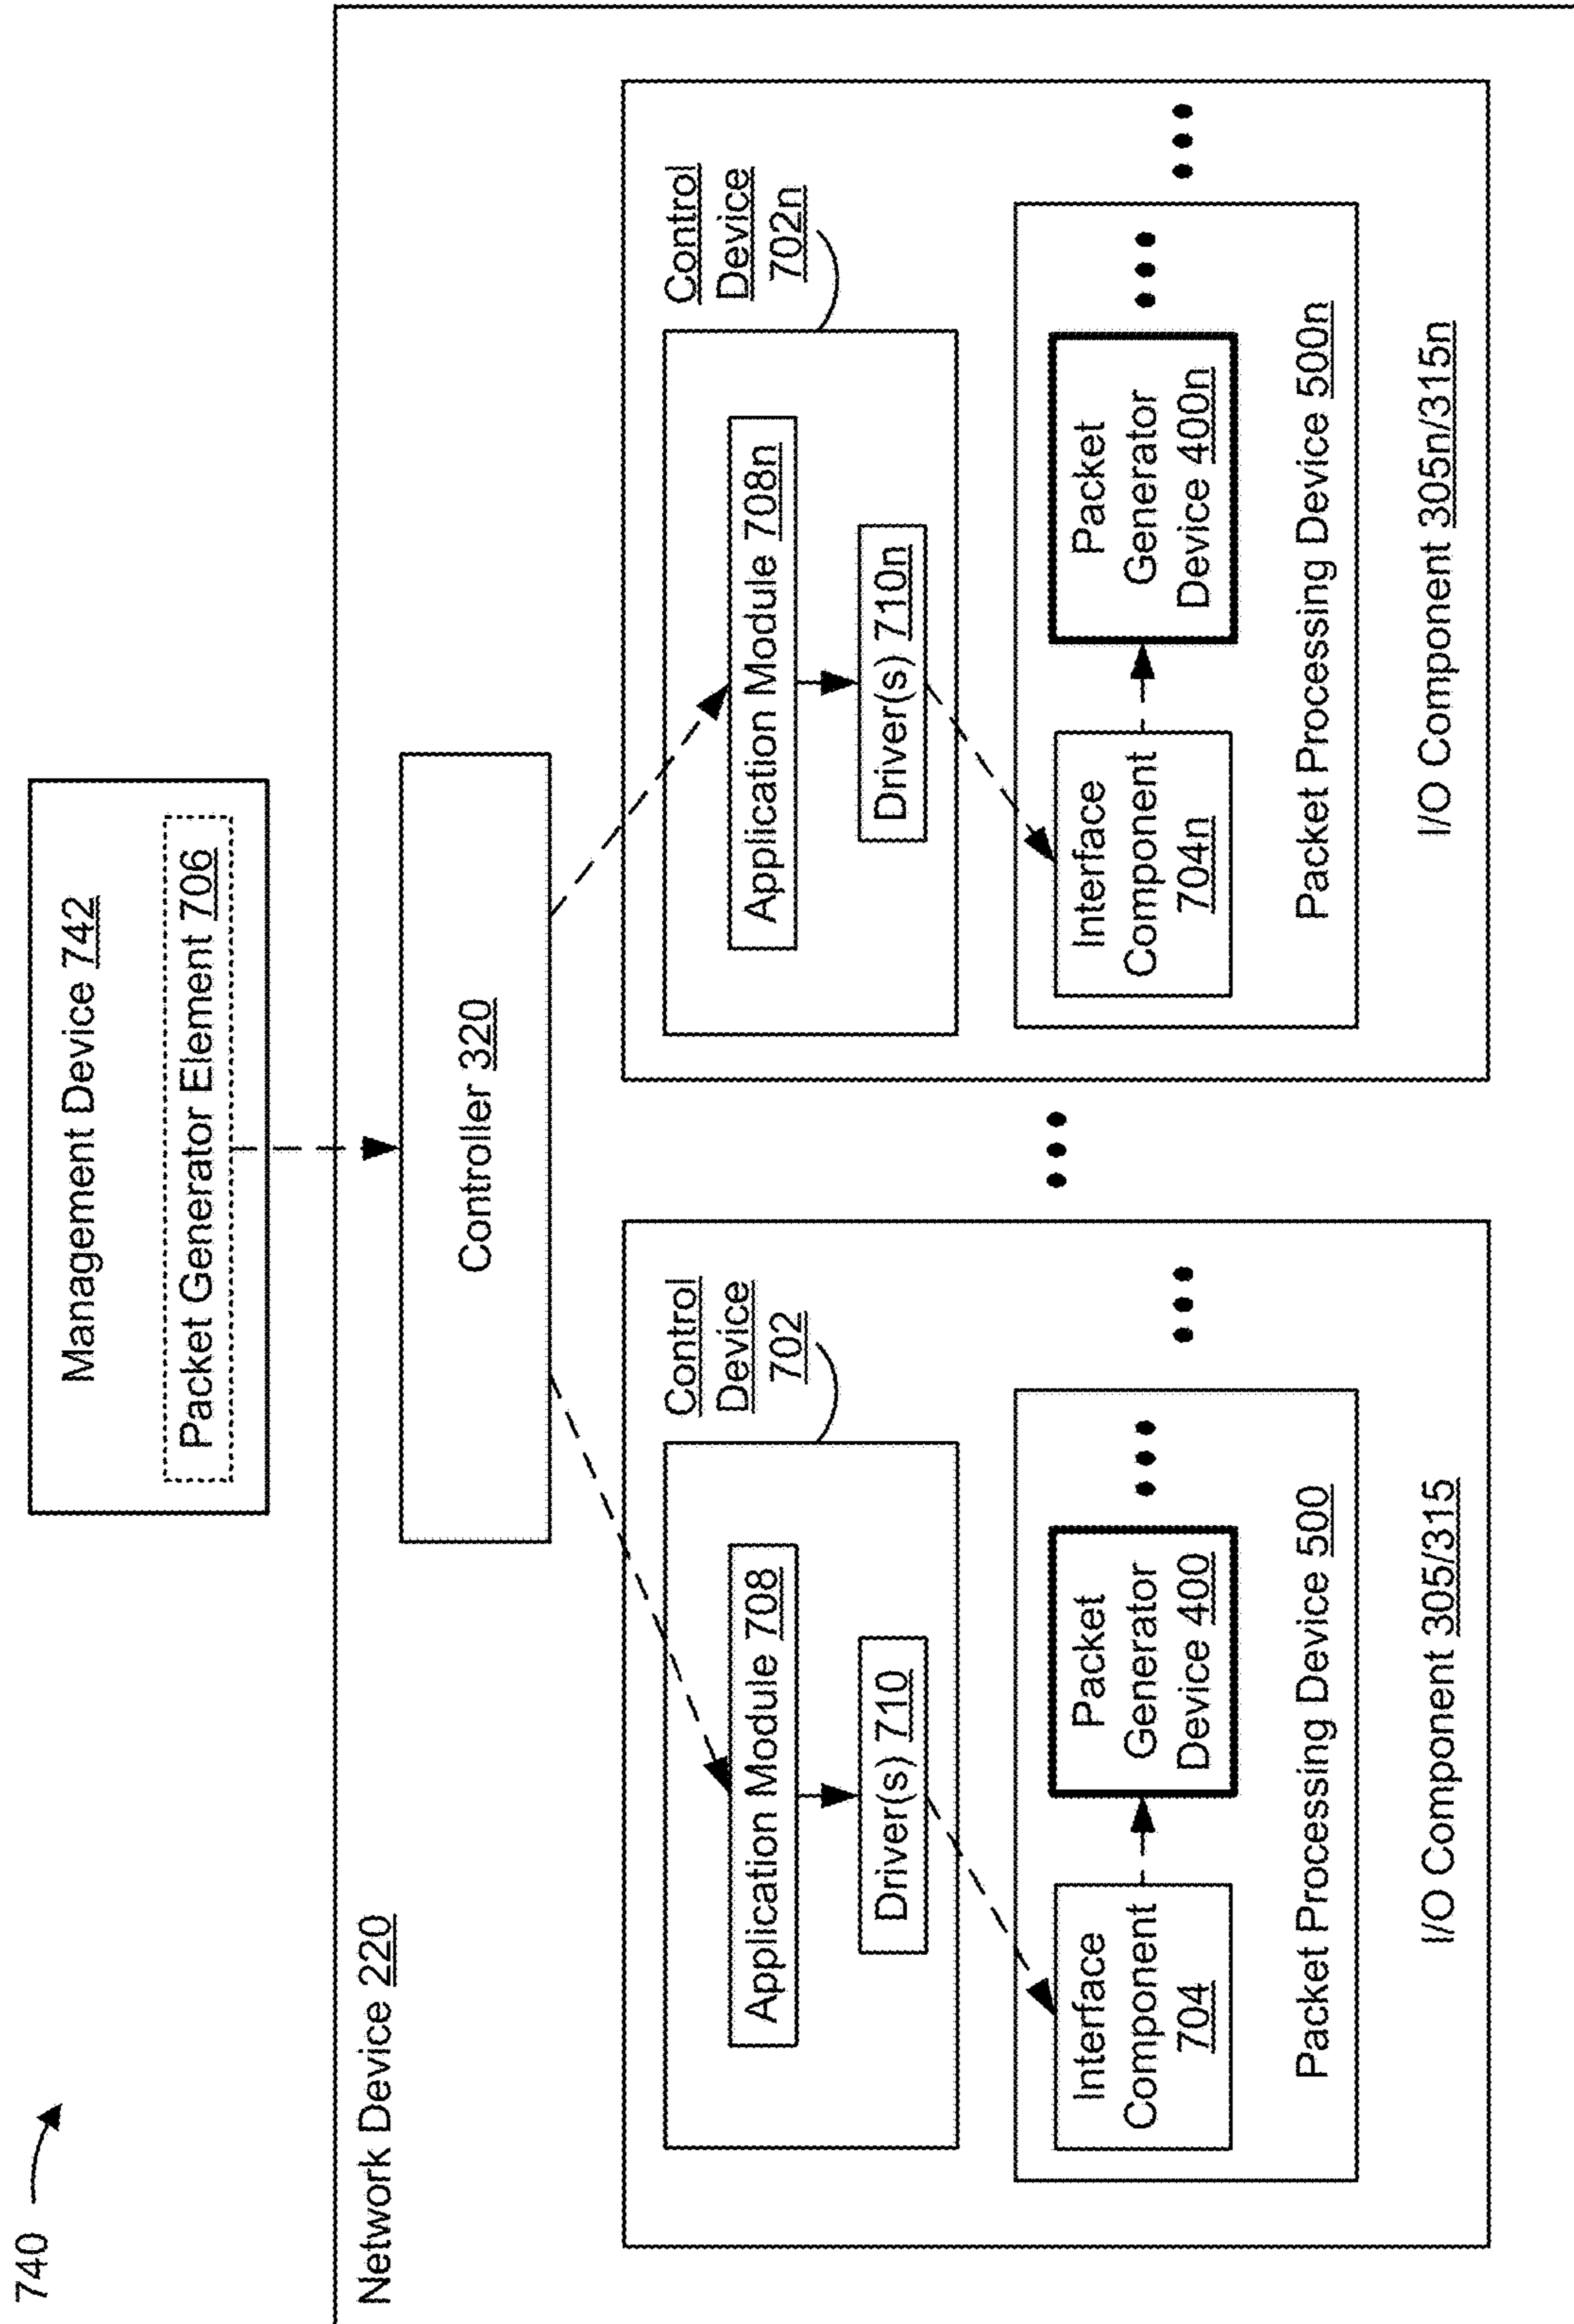 740
Management Device 742
Packet Generator Element 706
Network Device 220
Controller 320
Control
Device
702
Application Module 708
Driver(s) 710
Interface
Component
704
Packet
Generator
Device 400
Packet Processing Device 500
I/O Component 305/315
Control
Device
702n
Application Module 708n
Driver(s) 710n
Interface
Component
704n
Packet
Generator
Device 400n
Packet Processing Device 500n
I/O Component 305n/315n